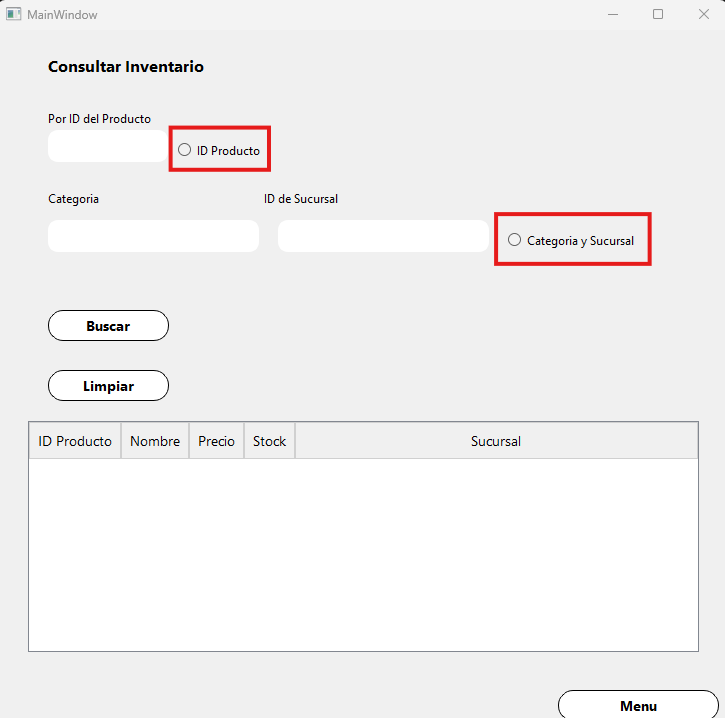 MainWindow
Consultar Inventario
Por ID del Producto
ID Producto
Categoria ID de Sucursal
Categoria y Sucursal
Buscar
Limpiar
ID Producto Nombre Precio Stock Sucursal
Menu